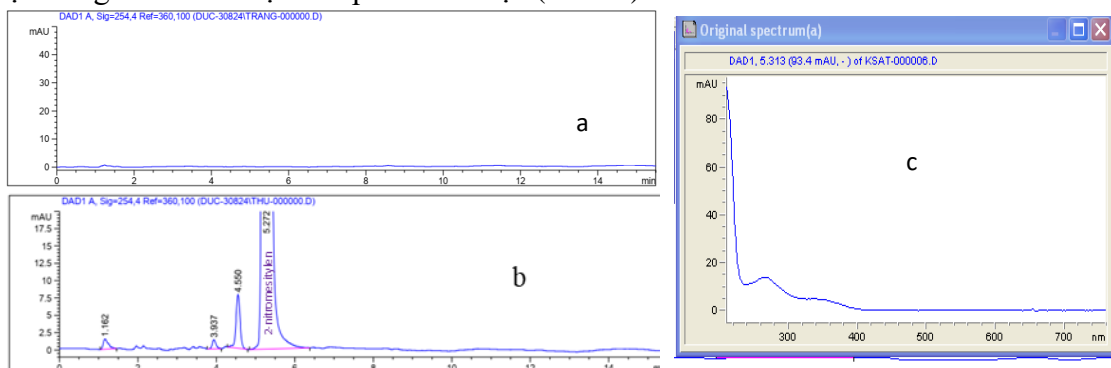 DAD1 A, Sig=254,4 Ref=360,100 (DUC-30824\TRANG-000000.D)
mAU
40
30
20
10
0
a
0 2 4 6 8 10 12 14 min
DAD1 A, Sig=254,4 Ref=360,100 (DUC-30824\THU-000000.D)
mAU
17.5
15
12.5
10
7.5
5
2.5
0
1.162
3.937
4.550
5.272
2-nitromesitylen
b
Original spectrum(a)
DAD1, 5.313 (93.4 mAU, - ) of KSAT-000006.D
mAU
80
60
40
20
0
c
300 400 500 600 700 nm